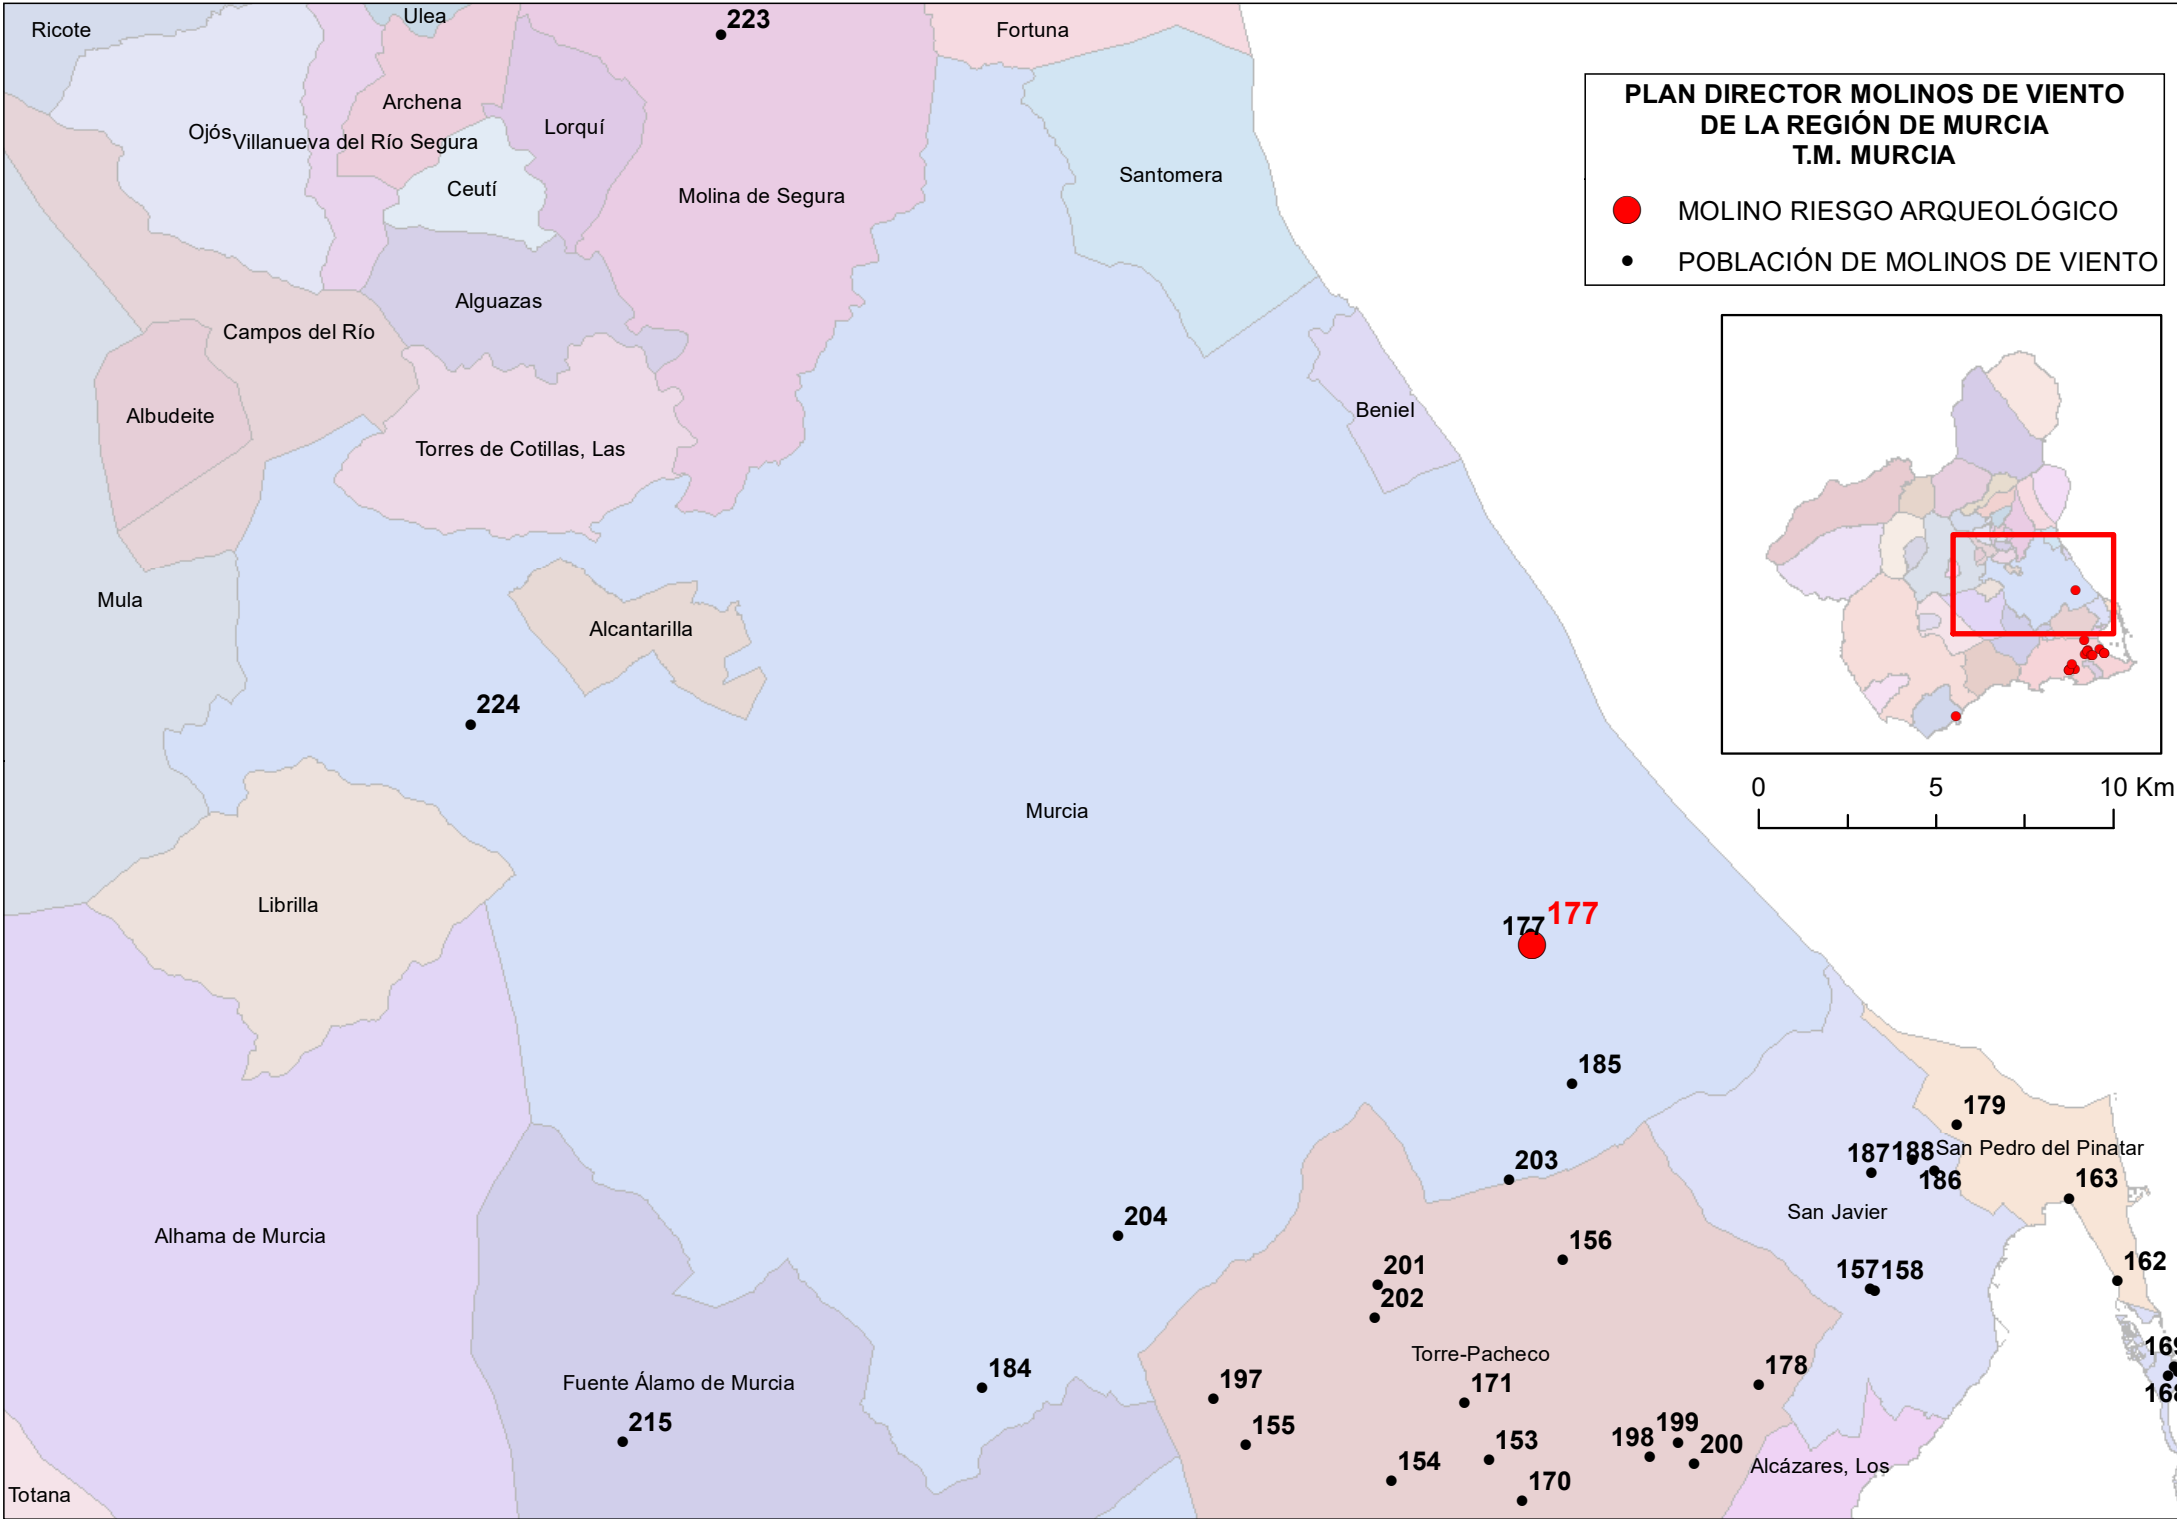 Ricote
Ulea
223
Fortuna
PLAN DIRECTOR MOLINOS DE VIENTO
DE LA REGIÓN DE MURCIA
T.M. MURCIA
MOLINO RIESGO ARQUEOLÓGICO
POBLACIÓN DE MOLINOS DE VIENTO
Archena
Ojós
Villanueva del Río Segura
Lorquí
Ceutí
Molina de Segura
Santomera
Alguazas
Campos del Río
Albudeite
Torres de Cotillas, Las
Beniel
Mula
Alcantarilla
224
0 5 10 Km
Murcia
Librilla
177
177
185
179
187
188
San Pedro del Pinatar
186
163
203
204
San Javier
Alhama de Murcia
156
201
202
157
158
162
Torre-Pacheco
169
168
184
197
171
178
Fuente Álamo de Murcia
215
155
153
198
199
200
154
170
Alcázares, Los
Totana